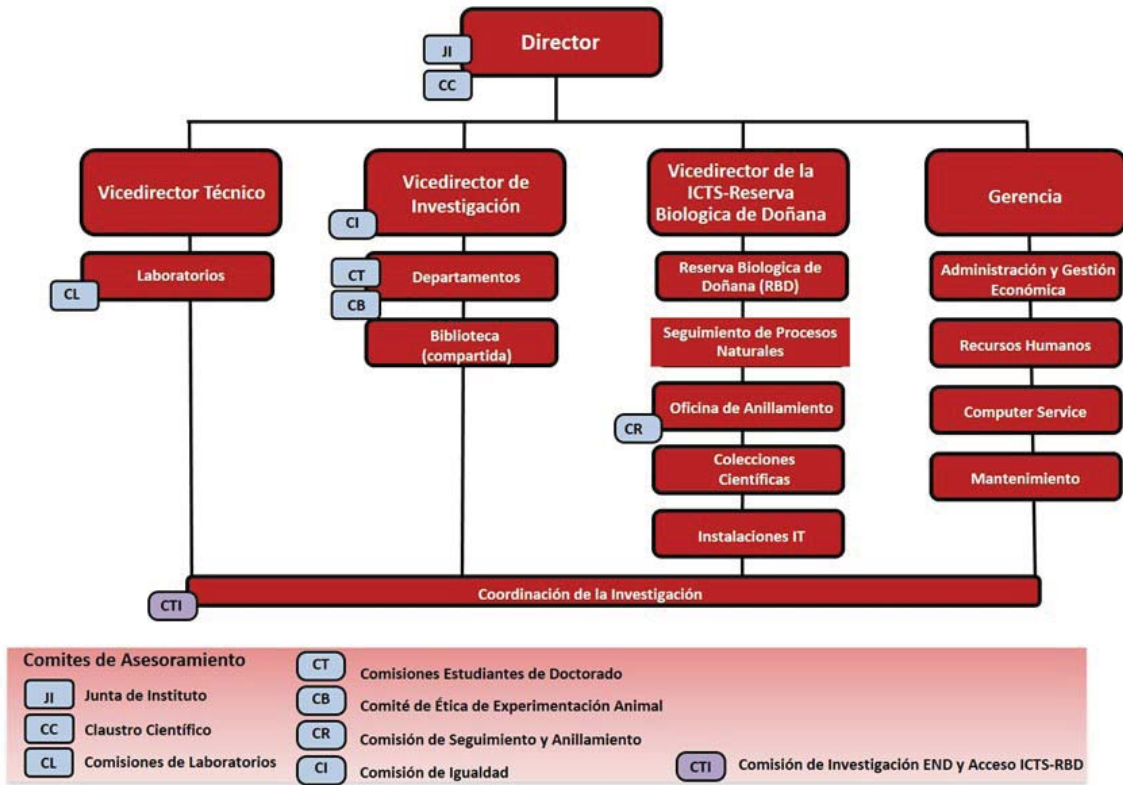 Director
JI
CC
Vicedirector Técnico
Vicedirector de
Investigación
CI
Vicedirector de la
ICTS-Reserva
Biologica de Doñana
Gerencia
Laboratorios
CL
CT
Departamentos
CB
Biblioteca
(compartida)
Reserva Biologica de
Doñana (RBD)
Seguimiento de Procesos
Naturales
Oficina de Anillamiento
CR
Colecciones
Científicas
Instalaciones IT
Administración y Gestión
Económica
Recursos Humanos
Computer Service
Mantenimiento
Coordinación de la Investigación
CTI
Comites de Asesoramiento
JI Junta de Instituto
CC Claustro Científico
CL Comisiones de Laboratorios
CT Comisiones Estudiantes de Doctorado
CB Comité de Ética de Experimentación Animal
CR Comisión de Seguimiento y Anillamiento
CI Comisión de Igualdad
CTI Comisión de Investigación END y Acceso ICTS-RBD